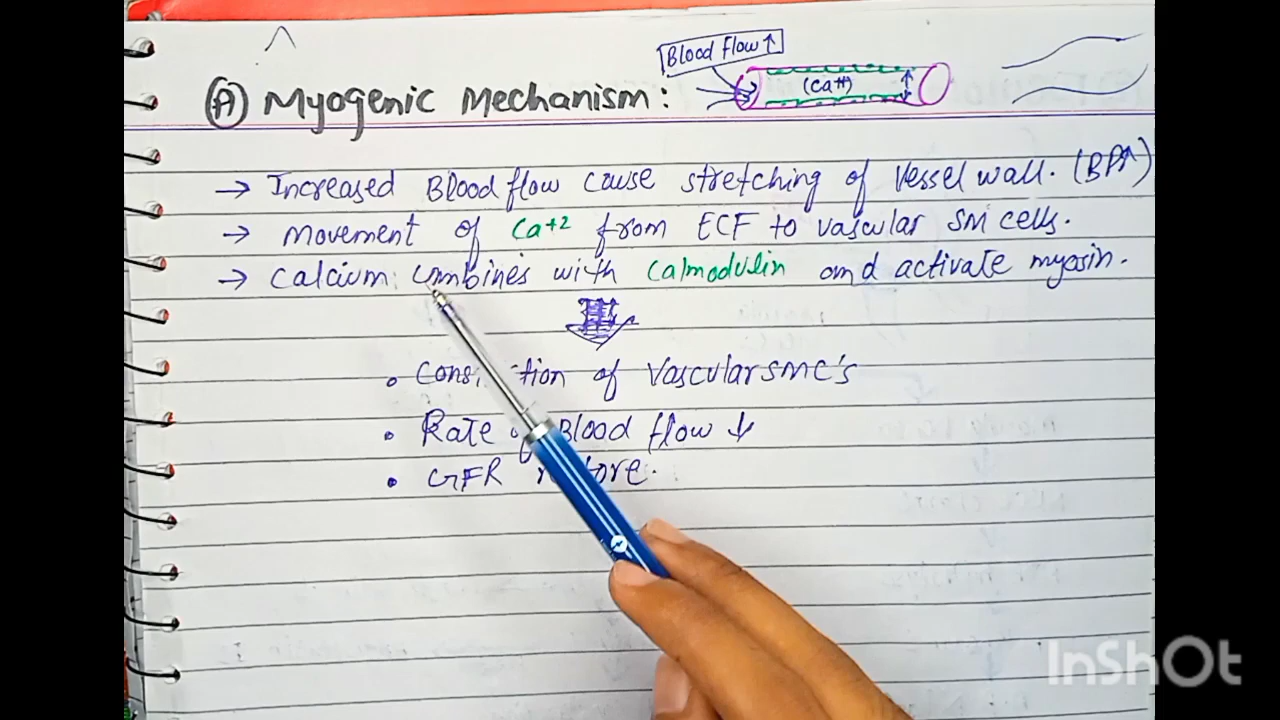 Blood flow ↑
(Ca++)
(A) Myogenic Mechanism:
→ Increased Blood flow cause stretching of vessel wall. (BP↑)
→ movement of Ca+2 from ECF to vascular SM cells.
→ Calcium combines with Calmodulin and activate myosin.
• of Vascular SMC's
• Rate Blood flow ↓
• GFR
InShOt